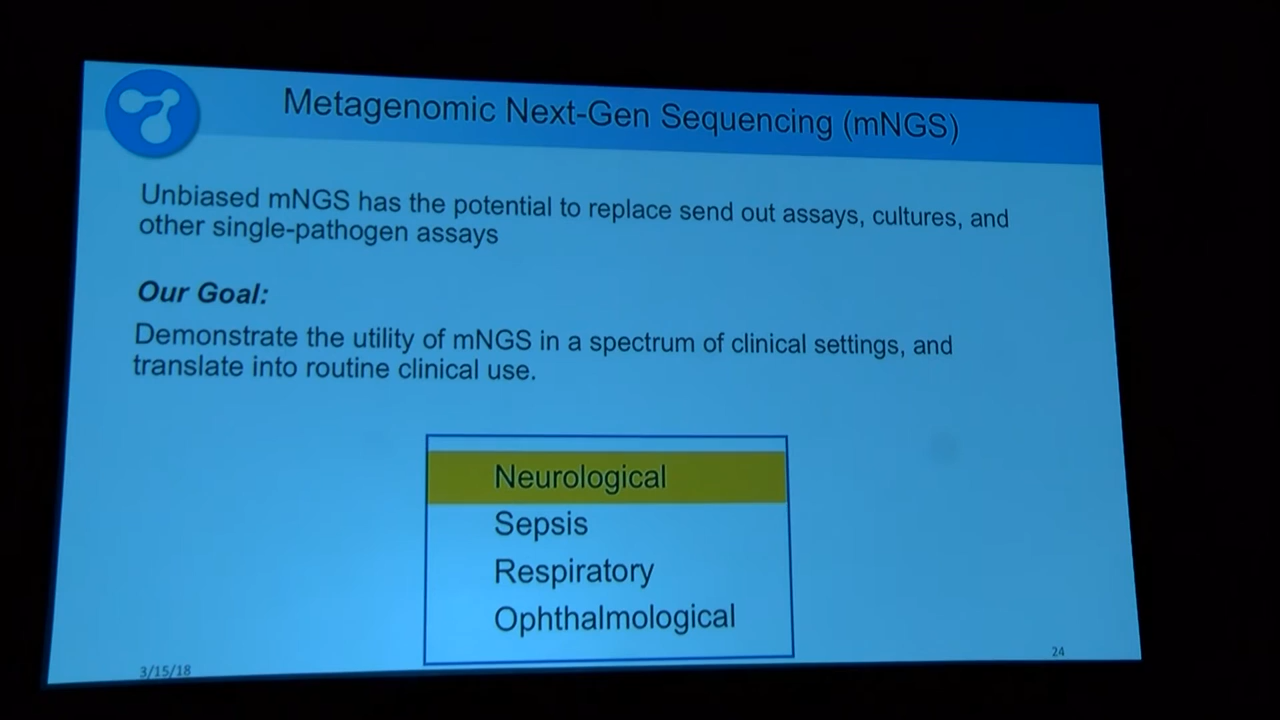 Metagenomic Next-Gen Sequencing (mNGS)
Unbiased mNGS has the potential to replace send out assays, cultures, and
other single-pathogen assays
Our Goal:
Demonstrate the utility of mNGS in a spectrum of clinical settings, and
translate into routine clinical use.
Neurological
Sepsis
Respiratory
Ophthalmological
3/15/18
24